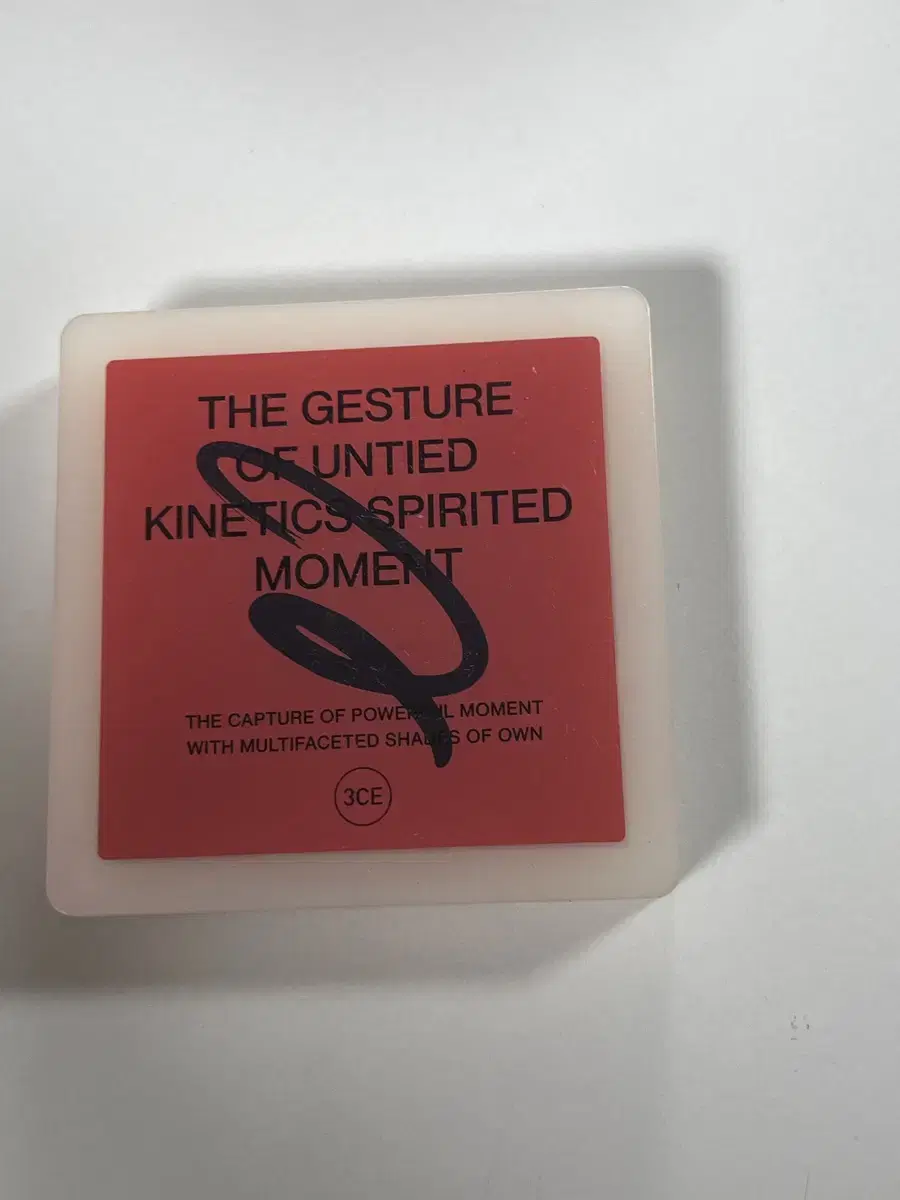 THE GESTURE
OF UNTIED
KINETICS SPIRITED
MOMENT
THE CAPTURE OF POWERFUL MOMENT
WITH MULTIFACETED SHADES OF OWN
3CE